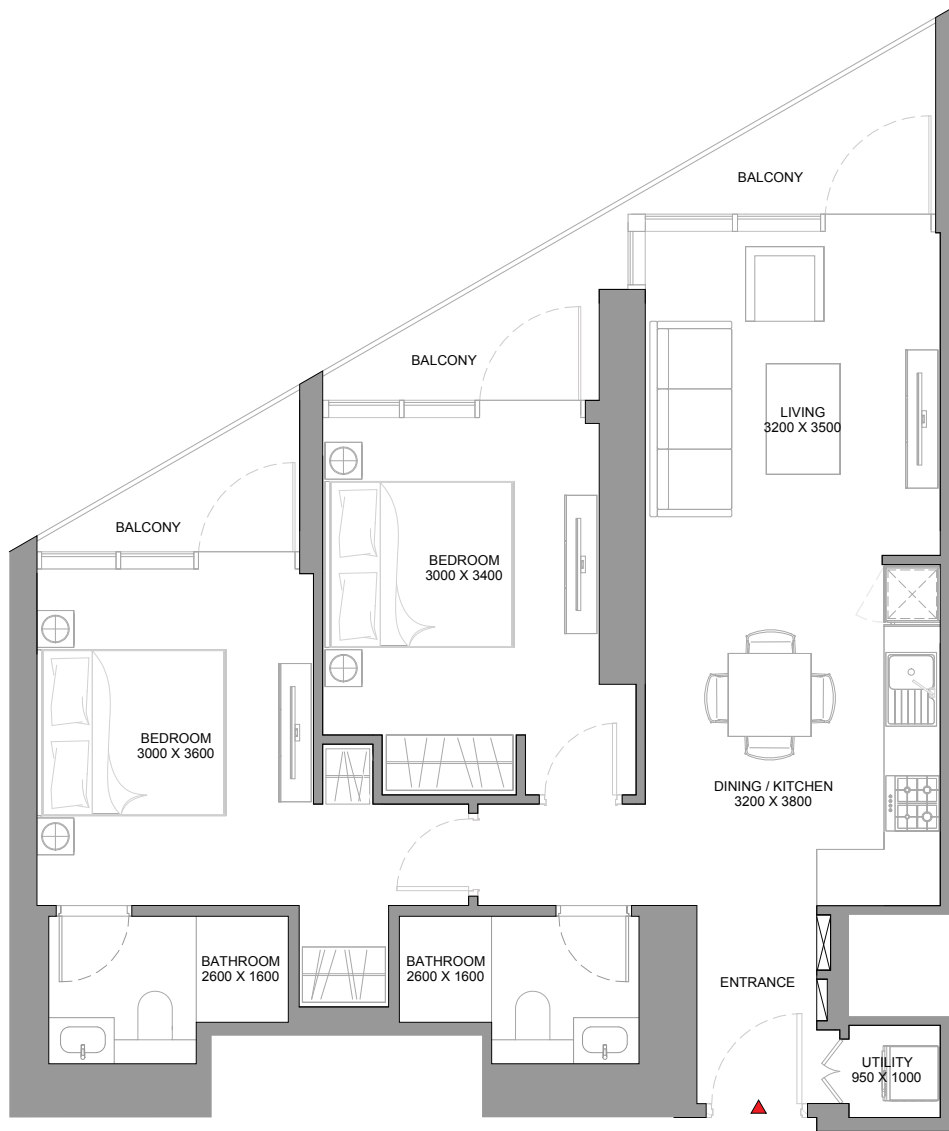 BALCONY
BALCONY
LIVING
3200 X 3500
BALCONY
BEDROOM
3000 X 3400
BEDROOM
3000 X 3600
DINING / KITCHEN
3200 X 3800
BATHROOM
2600 X 1600
BATHROOM
2600 X 1600
ENTRANCE
UTILITY
950 X 1000